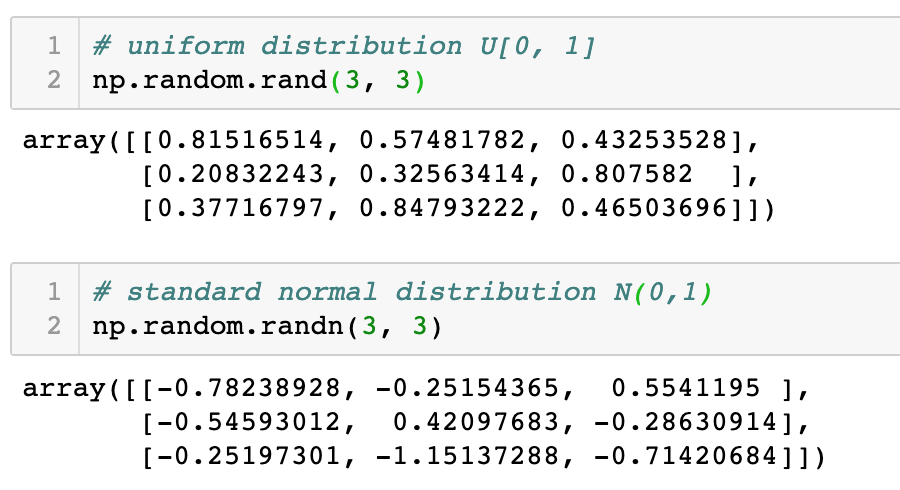 1 # uniform distribution U[0, 1]
2 np.random.rand(3, 3)
array([[0.81516514, 0.57481782, 0.43253528],
       [0.20832243, 0.32563414, 0.807582  ],
       [0.37716797, 0.84793222, 0.46503696]])
1 # standard normal distribution N(0,1)
2 np.random.randn(3, 3)
array([[-0.78238928, -0.25154365,  0.5541195 ],
       [-0.54593012,  0.42097683, -0.28630914],
       [-0.25197301, -1.15137288, -0.71420684]])